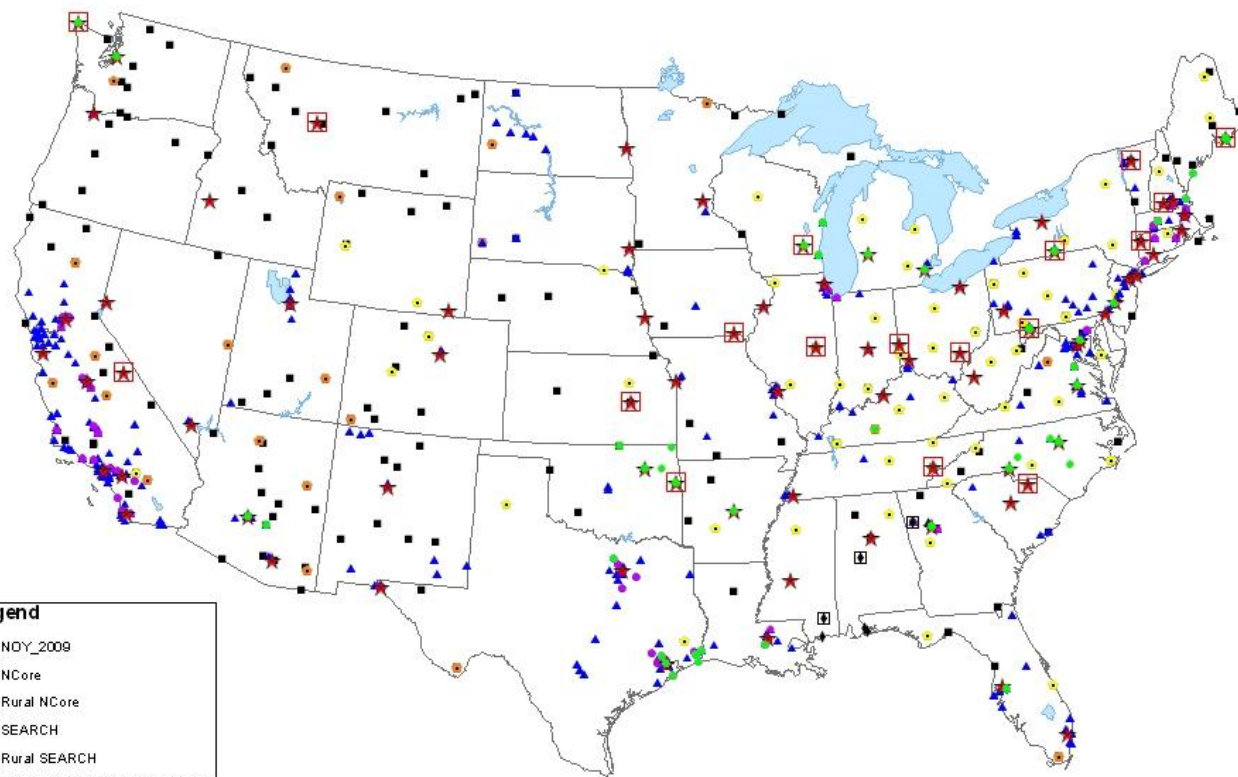 gend
NOY_2009
NCore
Rural NCore
SEARCH
Rural SEARCH